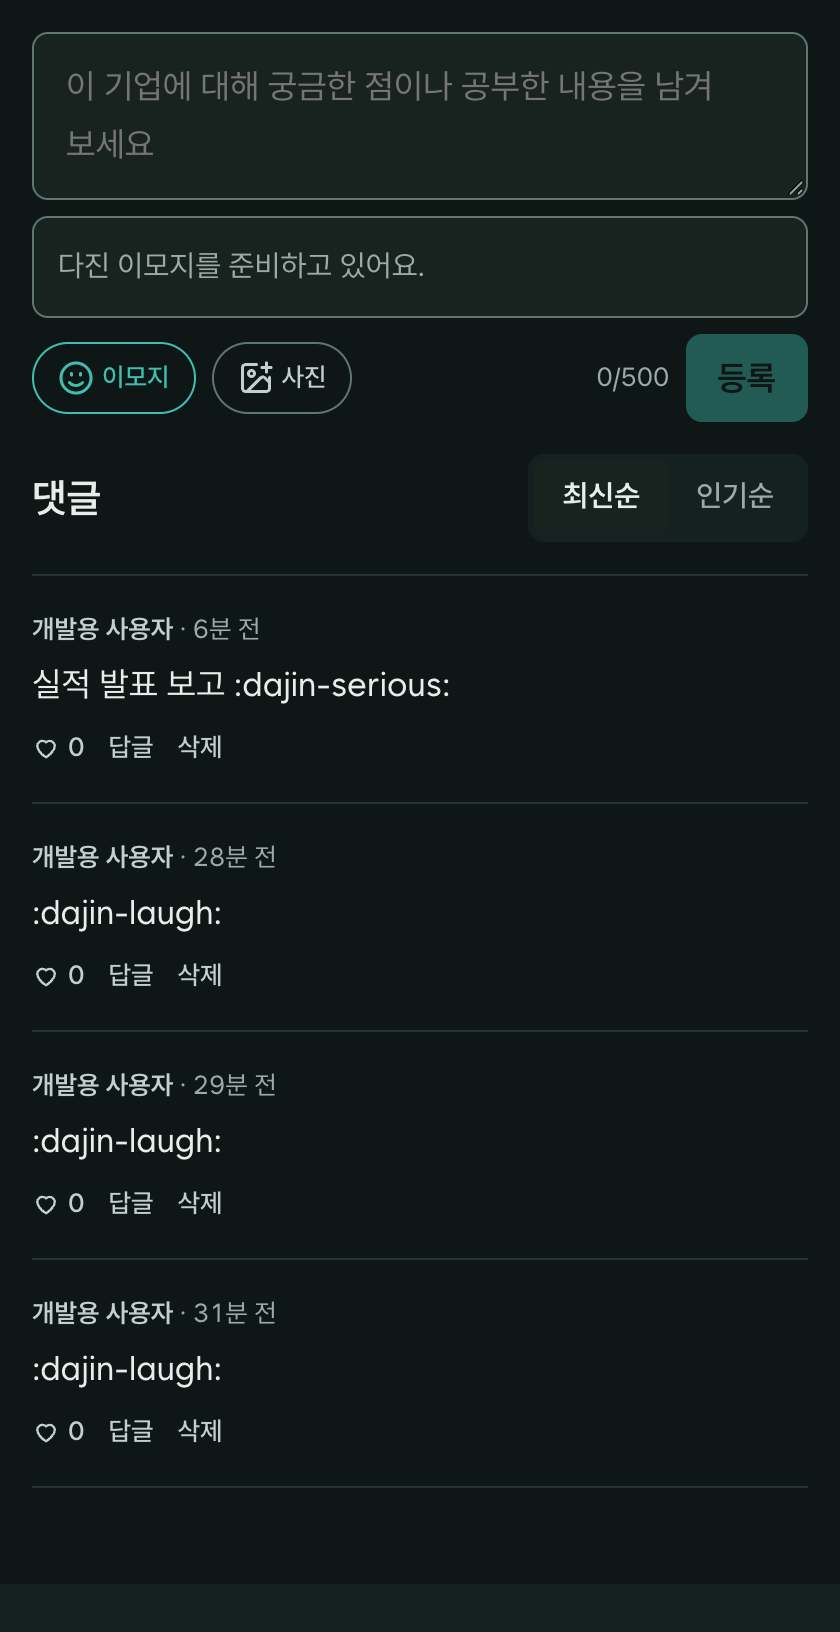 이 기업에 대해 궁금한 점이나 공부한 내용을 남겨
보세요
다진 이모지를 준비하고 있어요.
이모지 사진 0/500 등록
댓글 최신순 인기순
개발용 사용자 · 6분 전
실적 발표 보고 :dajin-serious:
0 답글 삭제
개발용 사용자 · 28분 전
:dajin-laugh:
0 답글 삭제
개발용 사용자 · 29분 전
:dajin-laugh:
0 답글 삭제
개발용 사용자 · 31분 전
:dajin-laugh:
0 답글 삭제